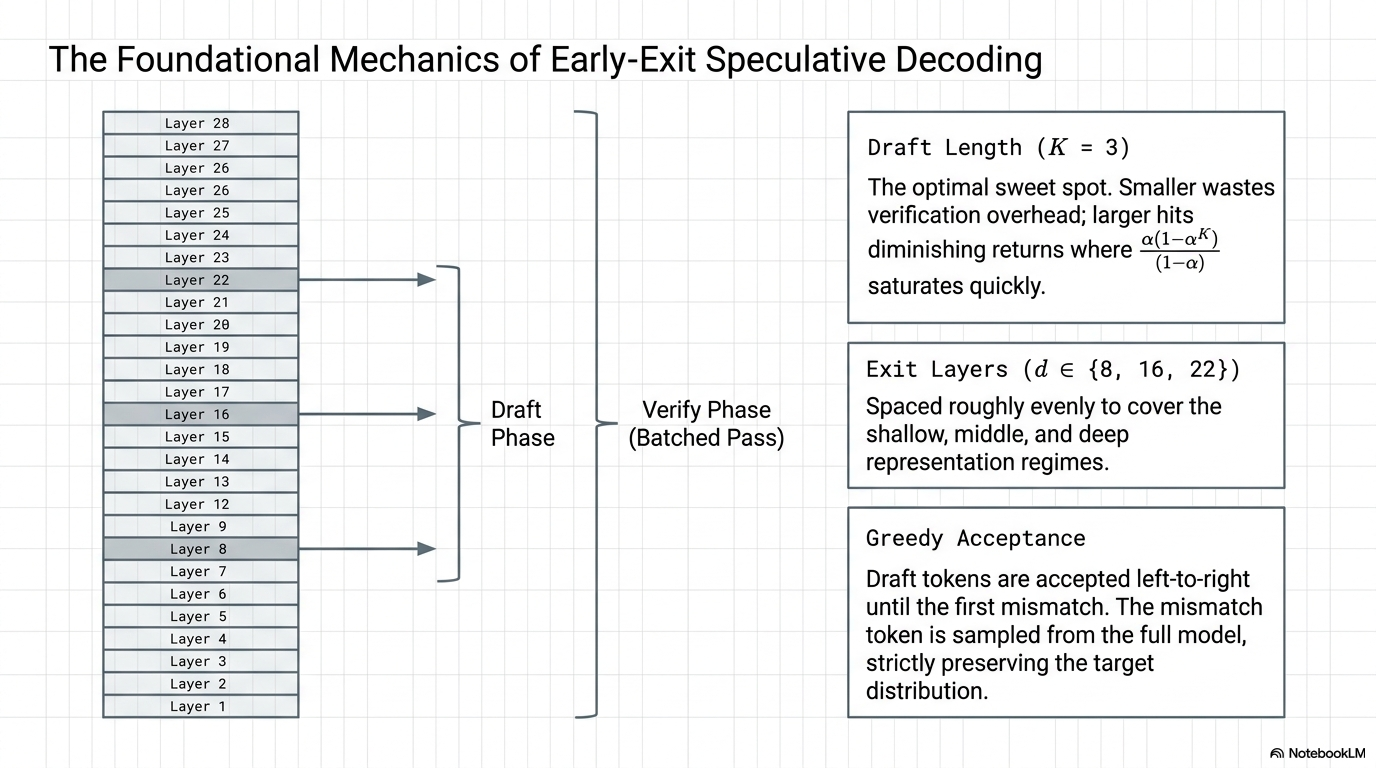 The Foundational Mechanics of Early-Exit Speculative Decoding
Layer 28
Layer 27
Layer 26
Layer 26
Layer 25
Layer 24
Layer 23
Layer 22
Layer 21
Layer 20
Layer 19
Layer 18
Layer 17
Layer 16
Layer 15
Layer 14
Layer 13
Layer 12
Layer 9
Layer 8
Layer 7
Layer 6
Layer 5
Layer 4
Layer 3
Layer 2
Layer 1
Draft
Phase
Verify Phase
(Batched Pass)
Draft Length (K = 3)
The optimal sweet spot. Smaller wastes
verification overhead; larger hits
diminishing returns where α(1−α^K)/(1−α)
saturates quickly.
Exit Layers (d ∈ {8, 16, 22})
Spaced roughly evenly to cover the
shallow, middle, and deep
representation regimes.
Greedy Acceptance
Draft tokens are accepted left-to-right
until the first mismatch. The mismatch
token is sampled from the full model,
strictly preserving the target
distribution.
NotebookLM